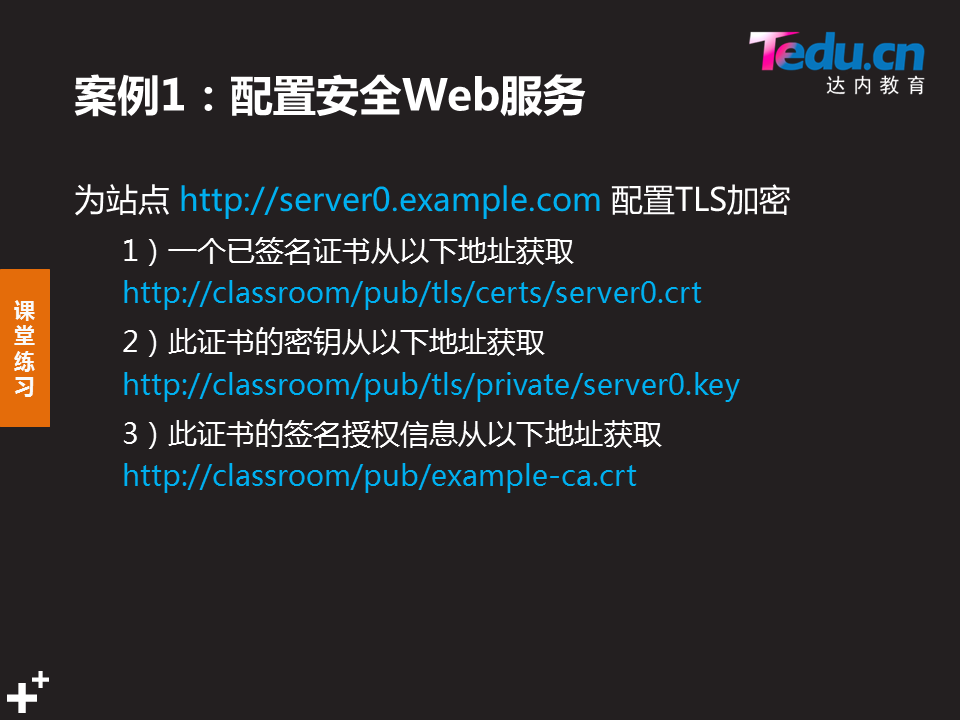 Tedu.cn
达内教育
案例1：配置安全Web服务
为站点 http://server0.example.com 配置TLS加密
1）一个已签名证书从以下地址获取
http://classroom/pub/tls/certs/server0.crt
2）此证书的密钥从以下地址获取
http://classroom/pub/tls/private/server0.key
3）此证书的签名授权信息从以下地址获取
http://classroom/pub/example-ca.crt
课
堂
练
习